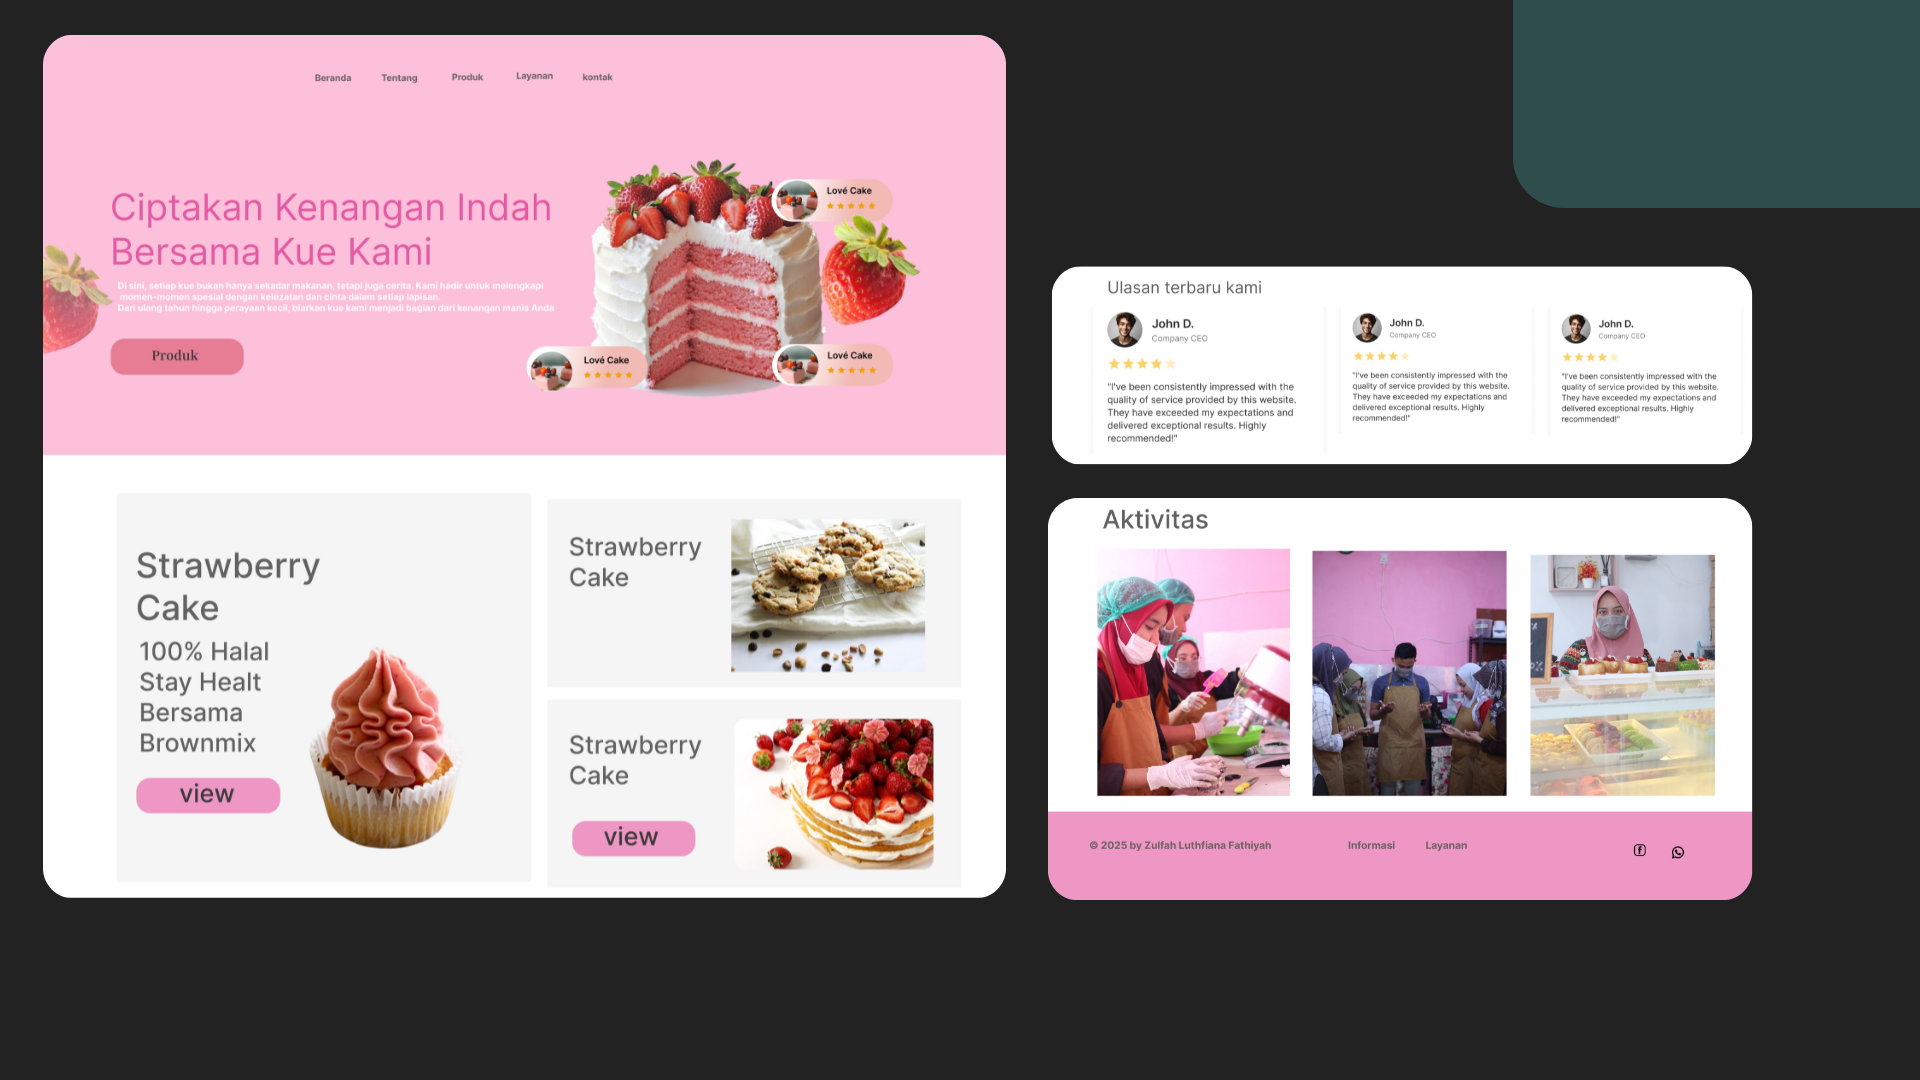 Beranda Tentang Produk Layanan kontak
Ciptakan Kenangan Indah
Bersama Kue Kami
Di sini, setiap kue bukan hanya sekadar makanan, tetapi juga cerita. Kami hadir untuk melengkapi
momen-momen spesial dengan kelezatan dan cinta dalam setiap lapisan.
Dari ulang tahun hingga perayaan kecil, biarkan kue kami menjadi bagian dari kenangan manis Anda
Produk
Lové Cake
Lové Cake
Lové Cake
Strawberry
Cake
100% Halal
Stay Healt
Bersama
Brownmix
view
Strawberry
Cake
Strawberry
Cake
view
Ulasan terbaru kami
John D.
Company CEO
"I've been consistently impressed with the
quality of service provided by this website.
They have exceeded my expectations and
delivered exceptional results. Highly
recommended!"
John D.
Company CEO
"I've been consistently impressed with the
quality of service provided by this website.
They have exceeded my expectations and
delivered exceptional results. Highly
recommended!"
John D.
Company CEO
"I've been consistently impressed with the
quality of service provided by this website.
They have exceeded my expectations and
delivered exceptional results. Highly
recommended!"
Aktivitas
© 2025 by Zulfah Luthfiana Fathiyah
Informasi Layanan